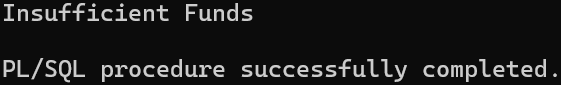 Insufficient Funds
PL/SQL procedure successfully completed.